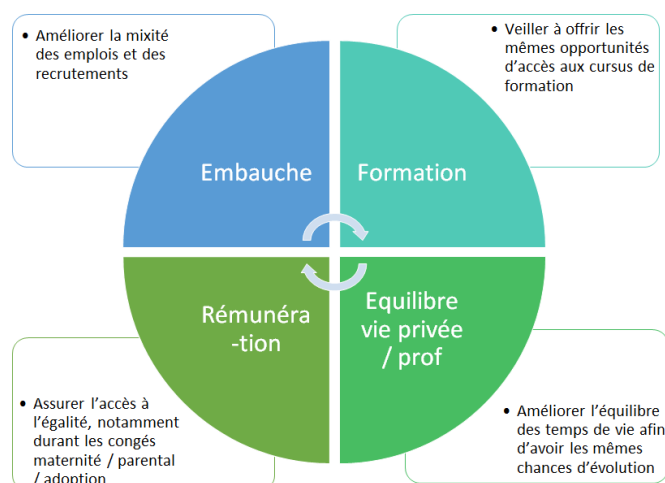 • Améliorer la mixité
des emplois et des
recrutements
• Veiller à offrir les
mêmes opportunités
d’accès aux cursus de
formation
Embauche
Formation
Rémunéra
-tion
Equilibre
vie privée
/ prof
• Assurer l’accès à
l’égalité, notamment
durant les congés
maternité / parental
/ adoption
• Améliorer l’équilibre
des temps de vie afin
d’avoir les mêmes
chances d’évolution